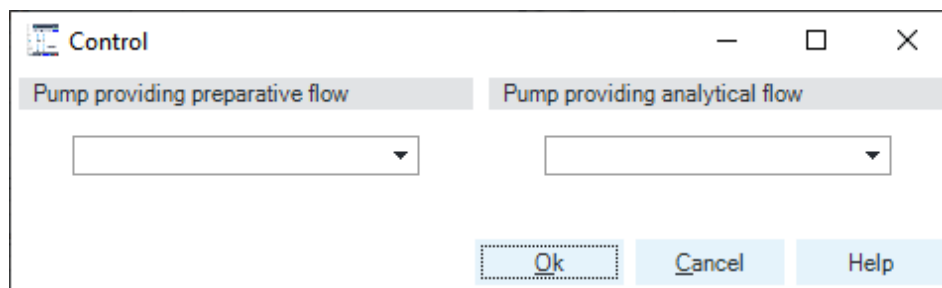 Control
Pump providing preparative flow
Pump providing analytical flow
Ok
Cancel
Help